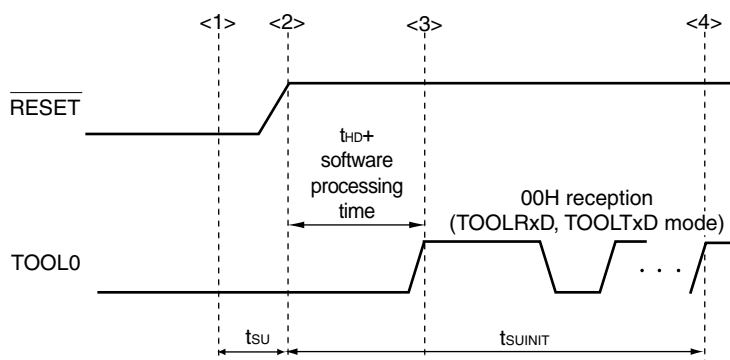 <1> <2> <3> <4>
RESET
tHD+
software
processing
time
00H reception
(TOOLRxD, TOOLTxD mode)
TOOL0
. . .
tSU tSUINIT